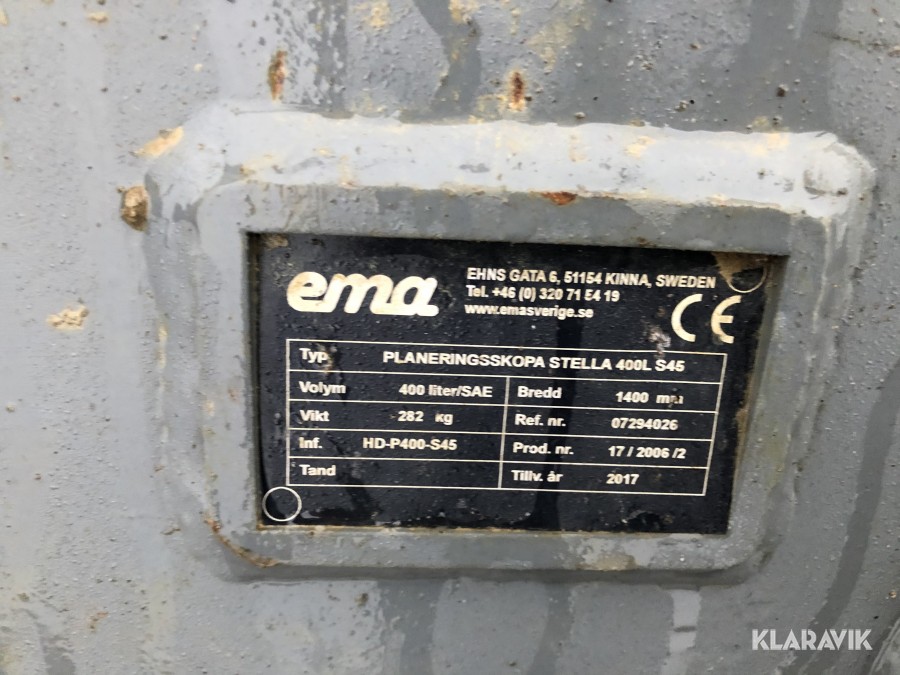 ema
EHNS GATA 6, 51154 KINNA, SWEDEN
Tel. +46 (0) 320 71 54 19
www.emasverige.se
CE
Typ PLANERINGSSKOPA STELLA 400L S45
Volym 400 liter/SAE Bredd 1400 mm
Vikt 282 kg Ref. nr. 07294026
Inf. HD-P400-S45 Prod. nr. 17 / 2006 /2
Tand Tillv. år 2017
KLARAVIK